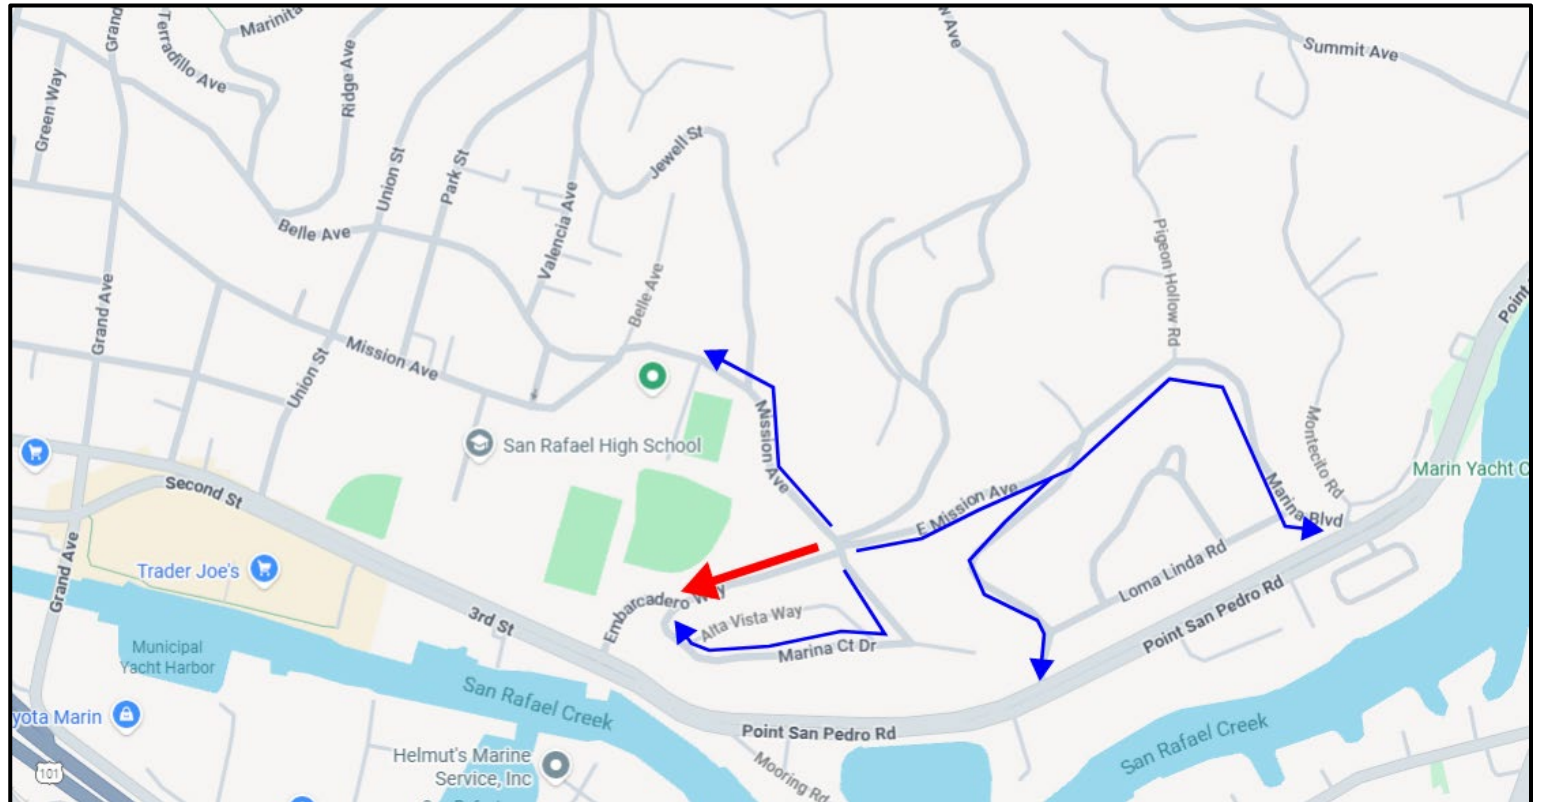 Grand
Terradillo Ave
Marinita
Ridge Ave
Green Way
Summit Ave
Union St
Park St
Jewell St
Valencia Ave
Belle Ave
Belle Ave
Pigeon Hollow Rd
Grand Ave
Point
Mission Ave
Union St
Mission Ave
San Rafael High School
Montecito Rd
Marin Yacht C
Second St
E Mission Ave
Marina Blvd
Trader Joe's
Grand Ave
Embarcadero Way
Alta Vista Way
Loma Linda Rd
Point San Pedro Rd
3rd St
Marina Ct Dr
Municipal
Yacht Harbor
San Rafael Creek
yota Marin
Point San Pedro Rd
San Rafael Creek
Helmut's Marine
Service, Inc
Mooring Rd
101